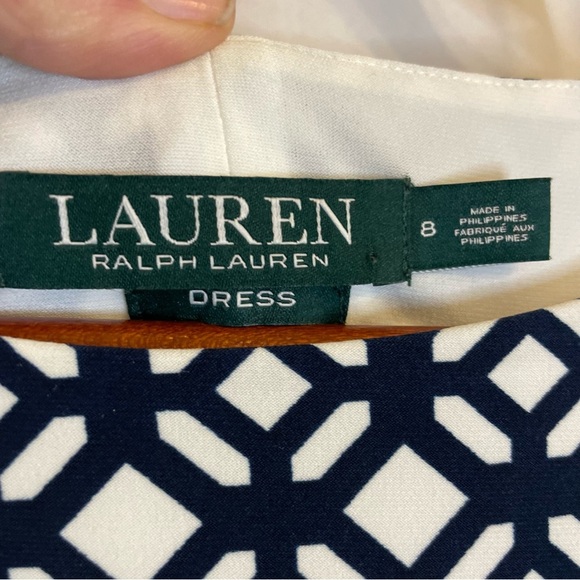 LAUREN
RALPH LAUREN
DRESS
8
MADE IN
PHILIPPINES
FABRIQUÉ AUX
PHILIPPINES